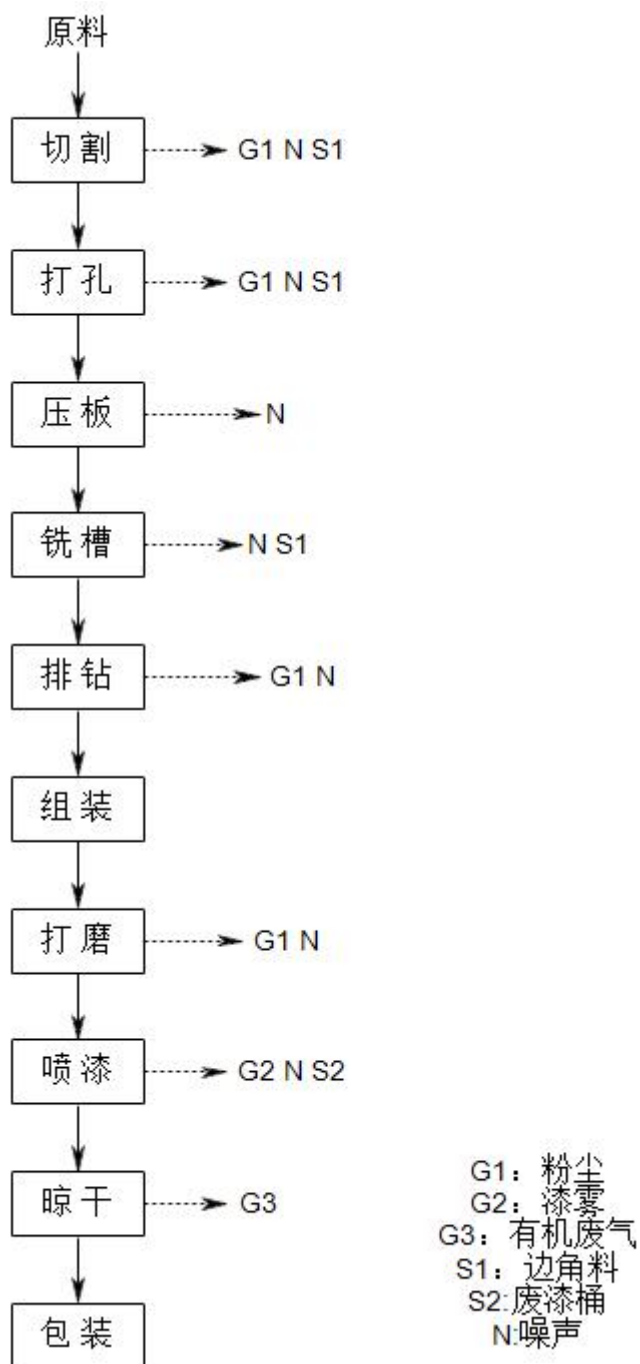 原料
切割
G1 N S1
打孔
G1 N S1
压板
N
铣槽
N S1
排钻
G1 N
组装
打磨
G1 N
喷漆
G2 N S2
晾干
G3
包装
G1：粉尘
G2：漆雾
G3：有机废气
S1：边角料
S2:废漆桶
N:噪声